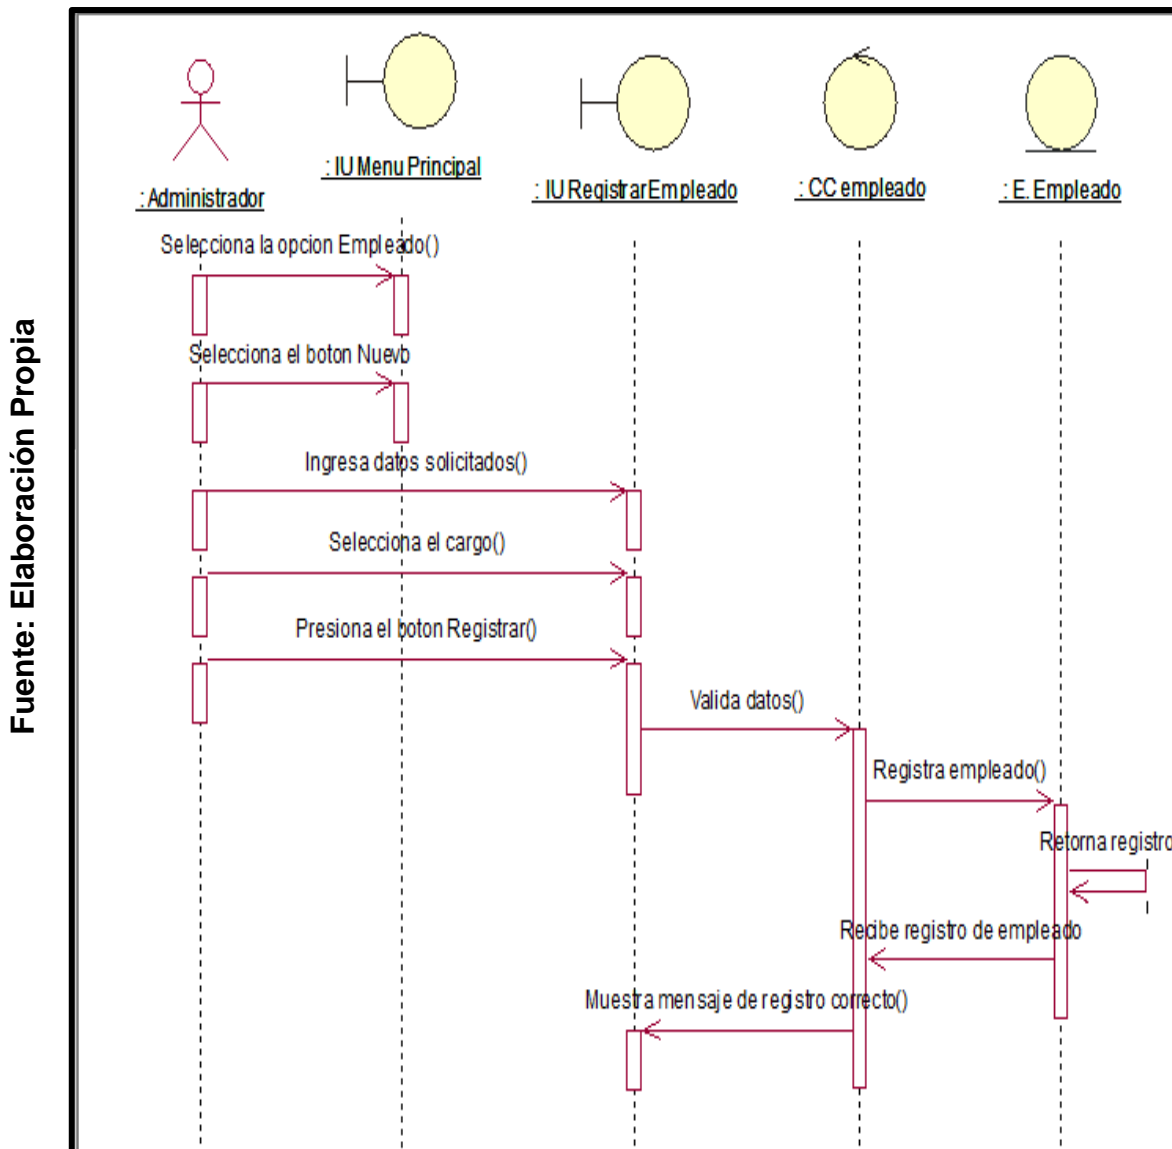 Fuente: Elaboración Propia
: Administrador
: IU Menu Principal
: IU RegistrarEmpleado
: CC empleado
: E. Empleado
Selecciona la opcion Empleado()
Selecciona el boton Nuevo
Ingresa datos solicitados()
Selecciona el cargo()
Presiona el boton Registrar()
Valida datos()
Registra empleado()
Retorna registro
Recibe registro de empleado
Muestra mensaje de registro correcto()